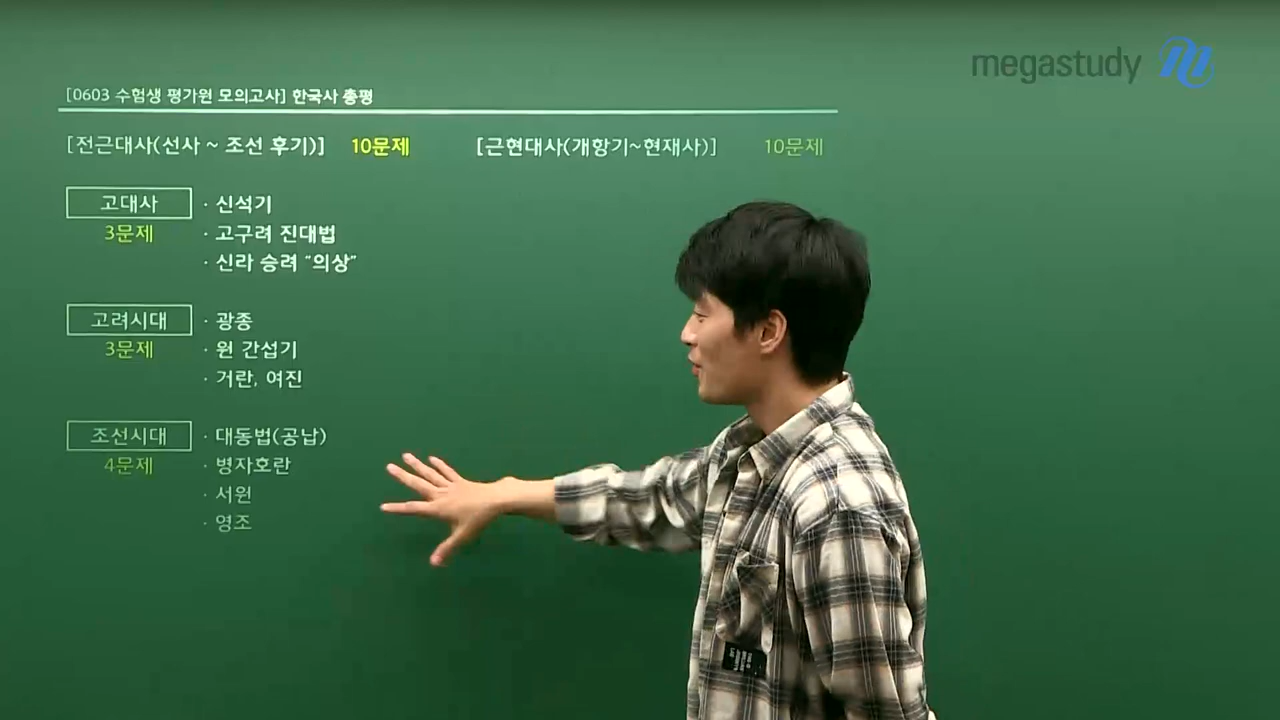 megastudy
[0603 수험생 평가원 모의고사] 한국사 총평
[전근대사(선사 ~ 조선 후기)] 10문제
[근현대사(개항기~현재사)] 10문제
고대사
3문제
· 신석기
· 고구려 진대법
· 신라 승려 "의상"
고려시대
3문제
· 광종
· 원 간섭기
· 거란, 여진
조선시대
4문제
· 대동법(공납)
· 병자호란
· 서원
· 영조